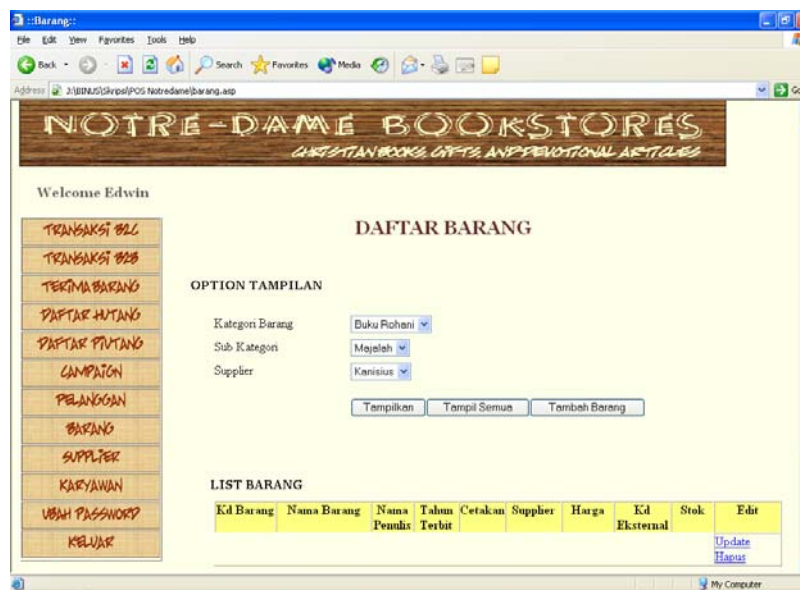 ::Barang::
File Edit View Favorites Tools Help
Back Search Favorites Media
Address J:\BINUS\Skripsi\POS Notredame\barang.asp Go
NOTRE-DAME BOOKSTORES
CHRISTIAN BOOKS, GIFTS, AND DEVOTIONAL ARTICLES
Welcome Edwin
TRANSAKSI B2C
TRANSAKSI B2B
TERIMA BARANG
DAFTAR HUTANG
DAFTAR PIUTANG
CAMPAIGN
PELANGGAN
BARANG
SUPPLIER
KARYAWAN
UBAH PASSWORD
KELUAR
DAFTAR BARANG
OPTION TAMPILAN
Kategori Barang Buku Rohani
Sub Kategori Majalah
Supplier Kanisius
Tampilkan Tampil Semua Tambah Barang
LIST BARANG
Kd Barang Nama Barang Nama Penulis Tahun Terbit Cetakan Supplier Harga Kd Eksternal Stok Edit
Update
Hapus
My Computer